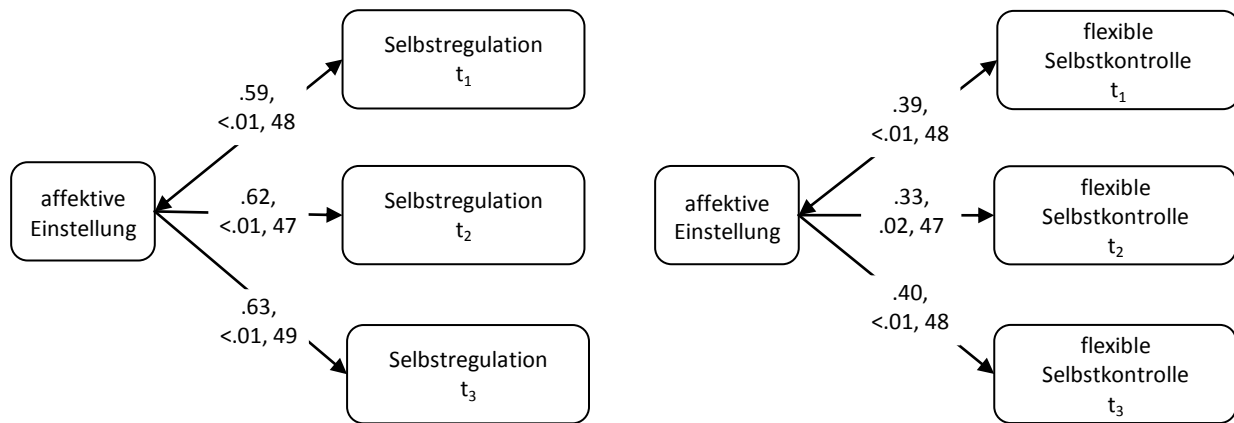 Selbstregulation
t₁
.59,
<.01, 48
affektive
Einstellung
.62,
<.01, 47
Selbstregulation
t₂
.63,
<.01, 49
Selbstregulation
t₃
flexible
Selbstkontrolle
t₁
.39,
<.01, 48
affektive
Einstellung
.33,
.02, 47
flexible
Selbstkontrolle
t₂
.40,
<.01, 48
flexible
Selbstkontrolle
t₃